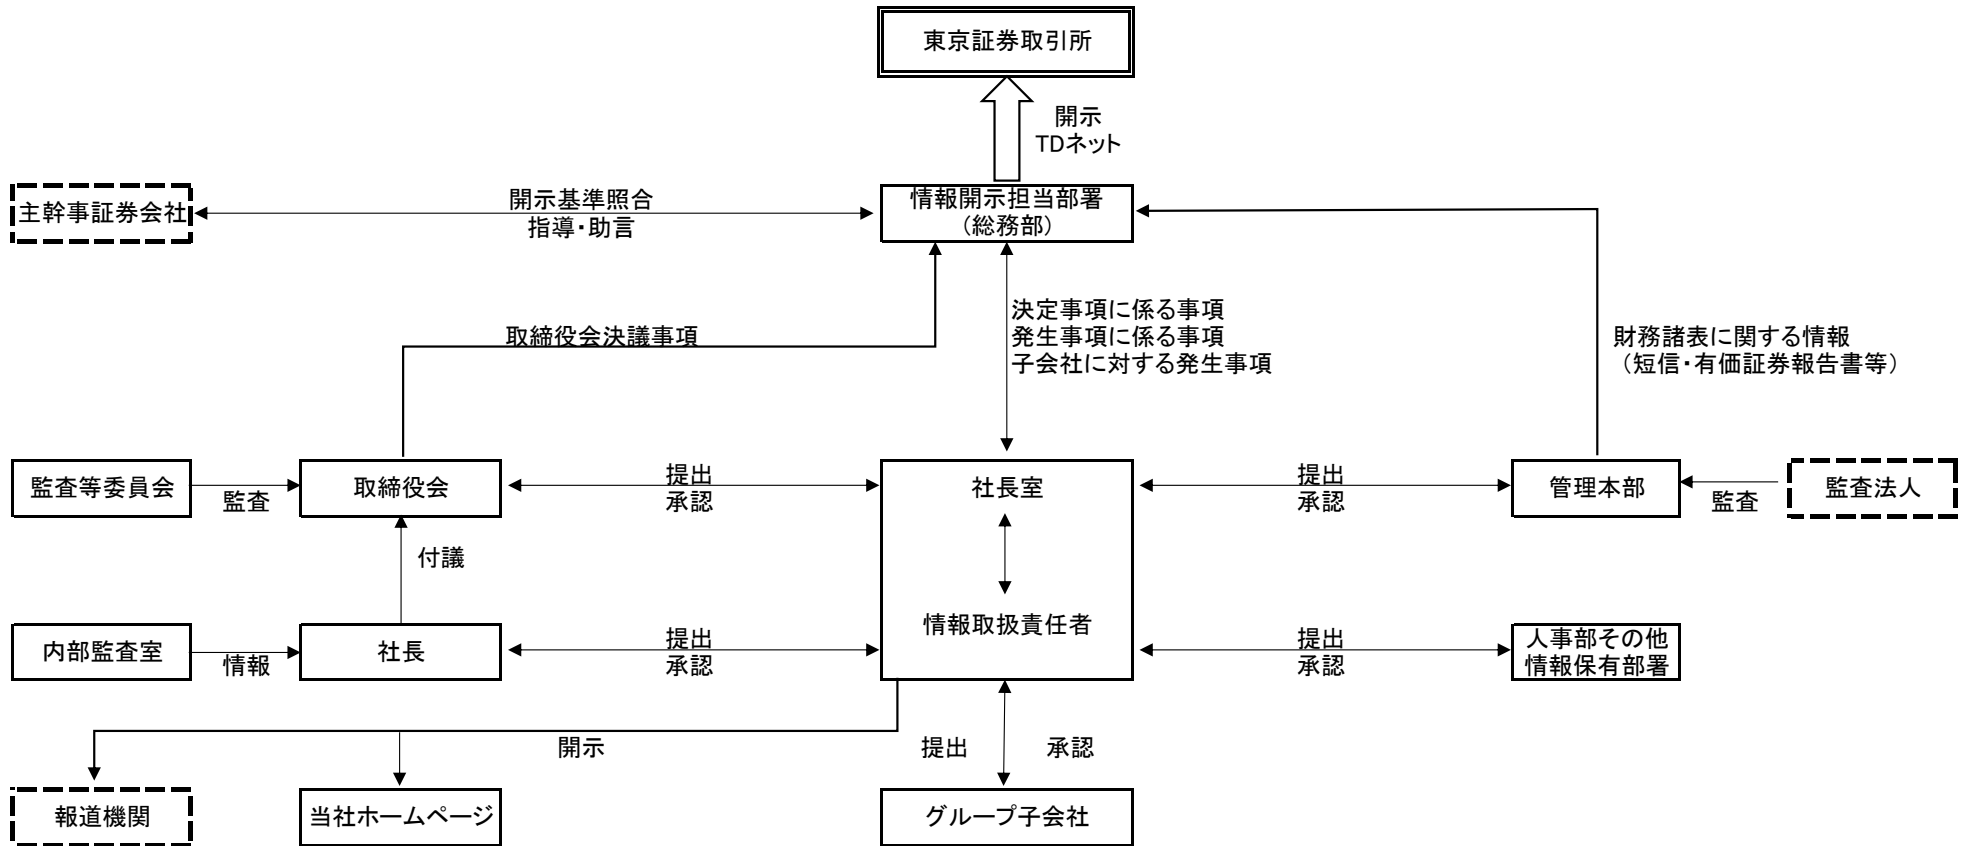 東京証券取引所
開示
TDネット
主幹事証券会社
開示基準照合
指導・助言
情報開示担当部署
(総務部)
取締役会決議事項
決定事項に係る事項
発生事項に係る事項
子会社に対する発生事項
財務諸表に関する情報
(短信・有価証券報告書等)
監査等委員会
監査
取締役会
提出
承認
社長室
提出
承認
管理本部
監査
監査法人
付議
内部監査室
情報
社長
提出
承認
情報取扱責任者
提出
承認
人事部その他
情報保有部署
開示
提出
承認
報道機関
当社ホームページ
グループ子会社